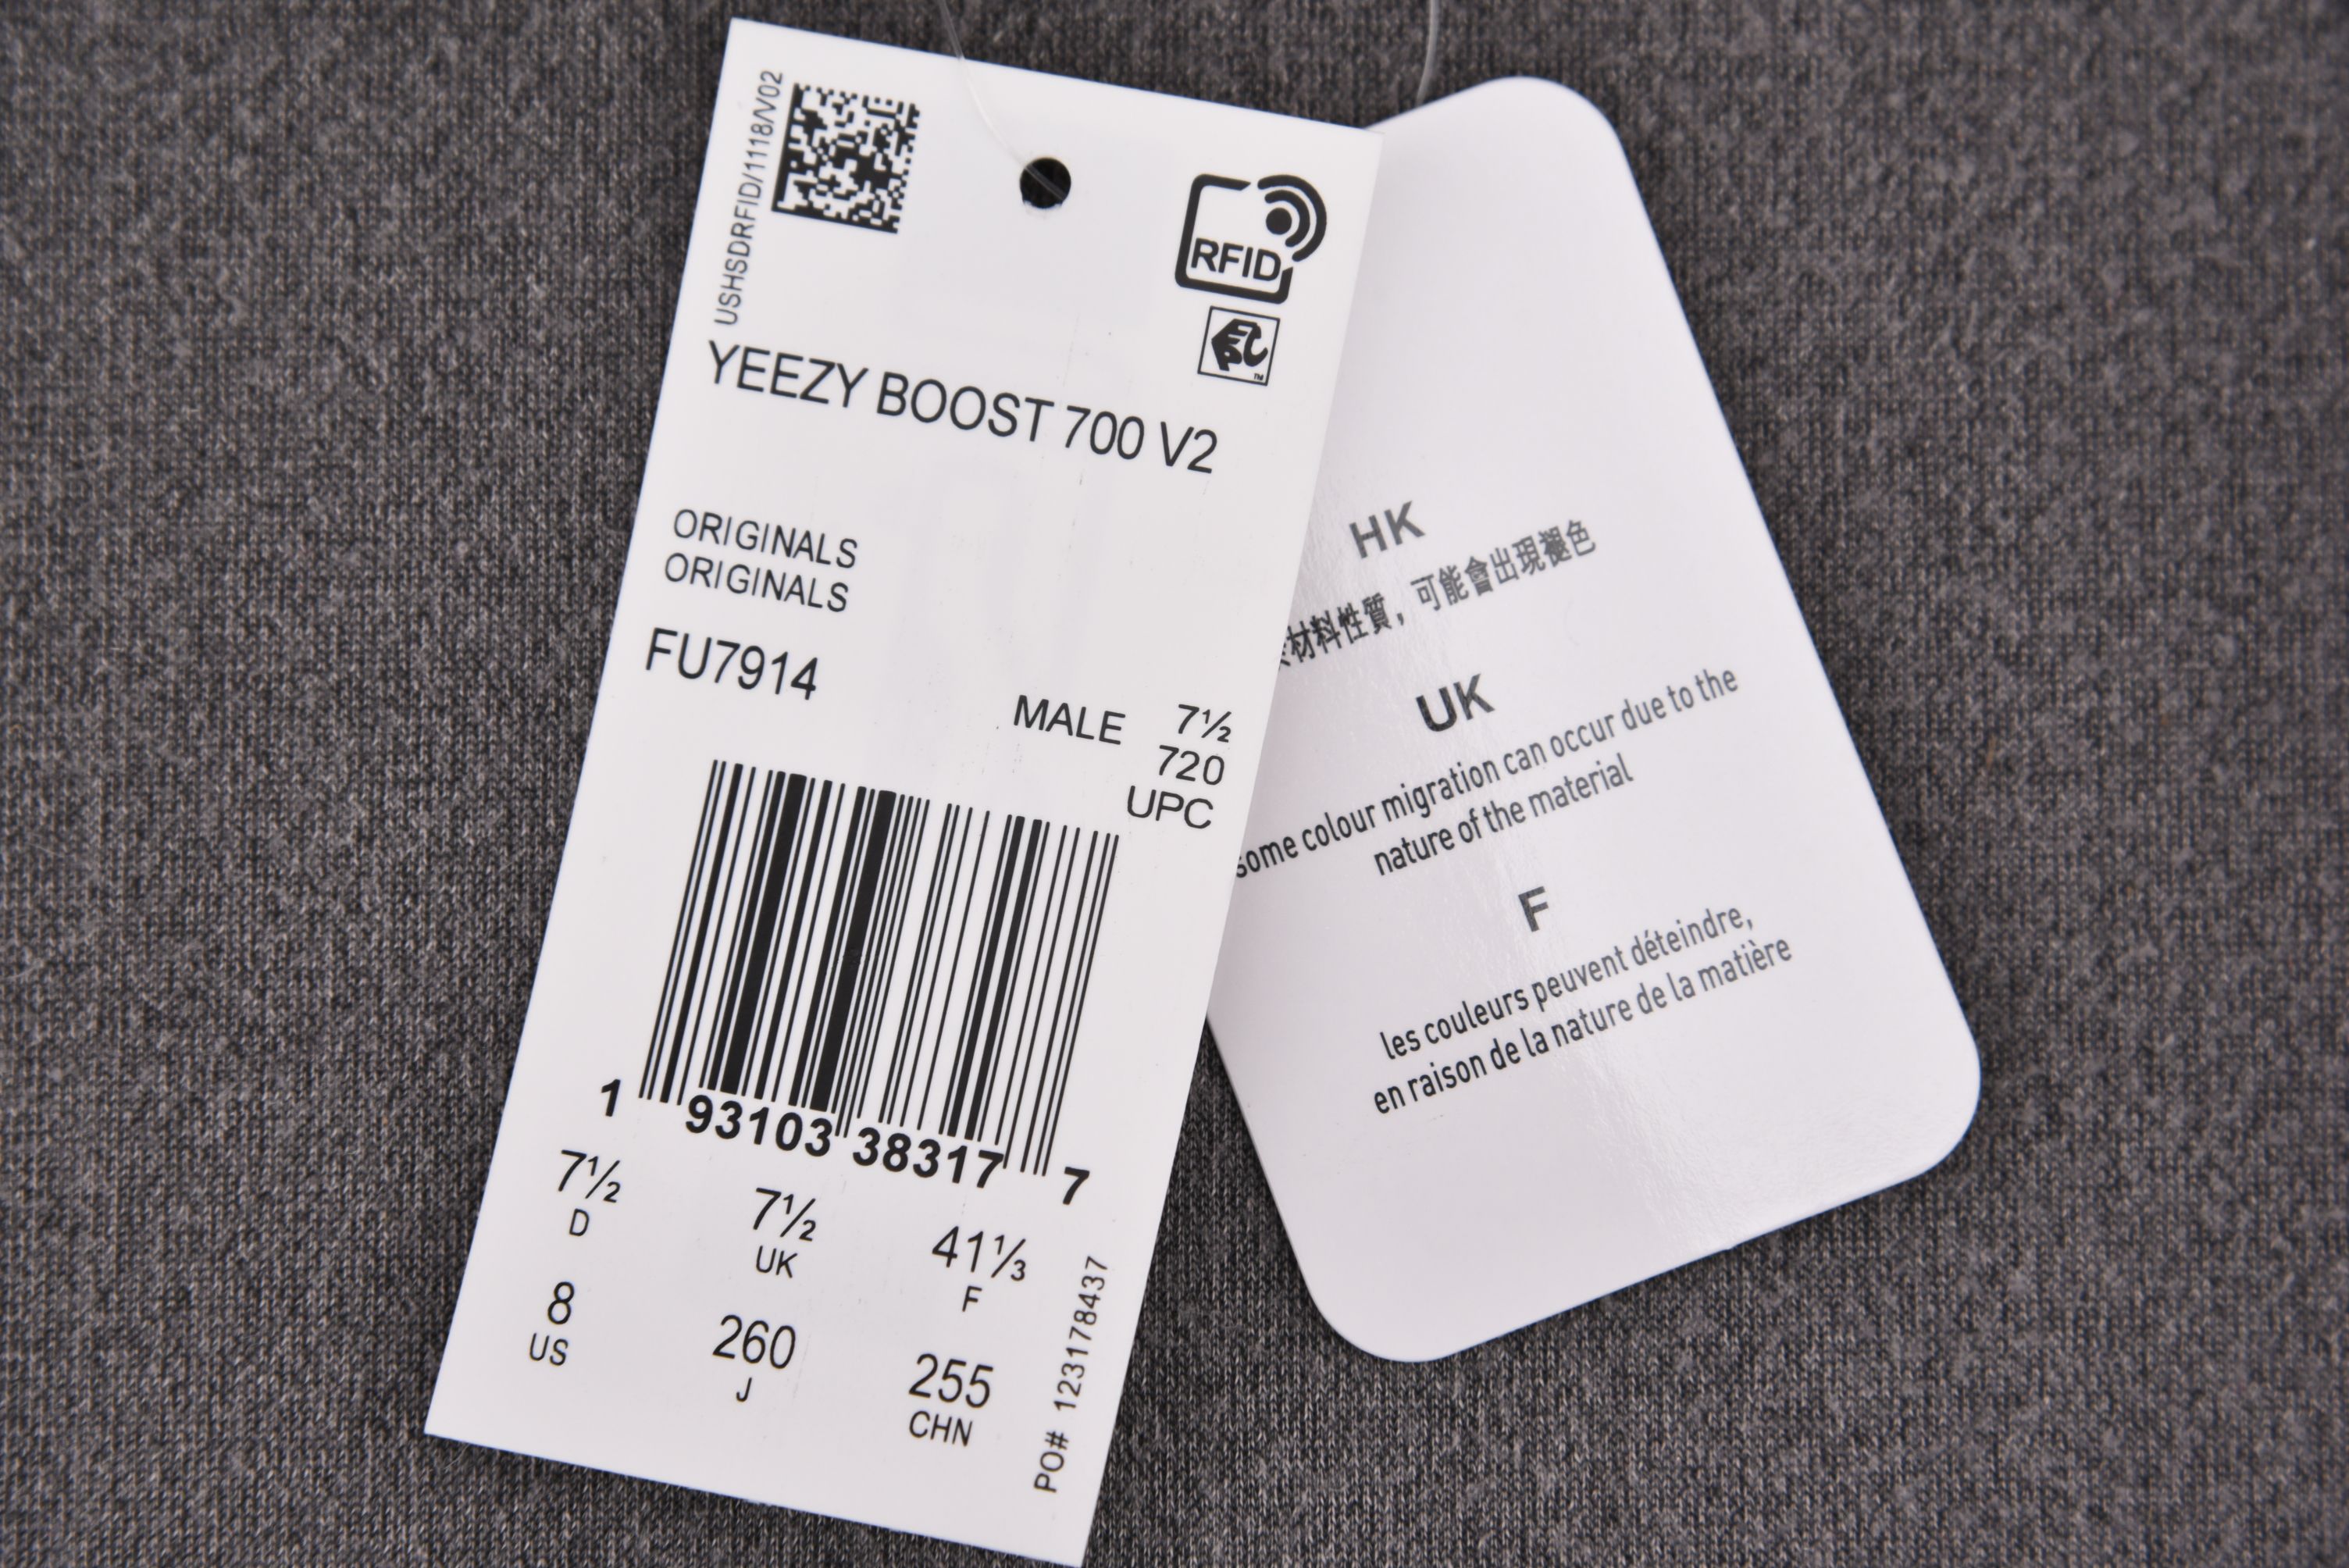 USHSDRFID/1118/V02
RFID
TM
YEEZY BOOST 700 V2
ORIGINALS
ORIGINALS
FU7914
MALE 7½
720
UPC
1 93103 38317 7
7½ 7½ 41⅓
D UK F
8 260 255
US J CHN
PO# 1231178437
HK
材料性質，可能會出現褪色
UK
some colour migration can occur due to the
nature of the material
F
les couleurs peuvent déteindre,
en raison de la nature de la matière